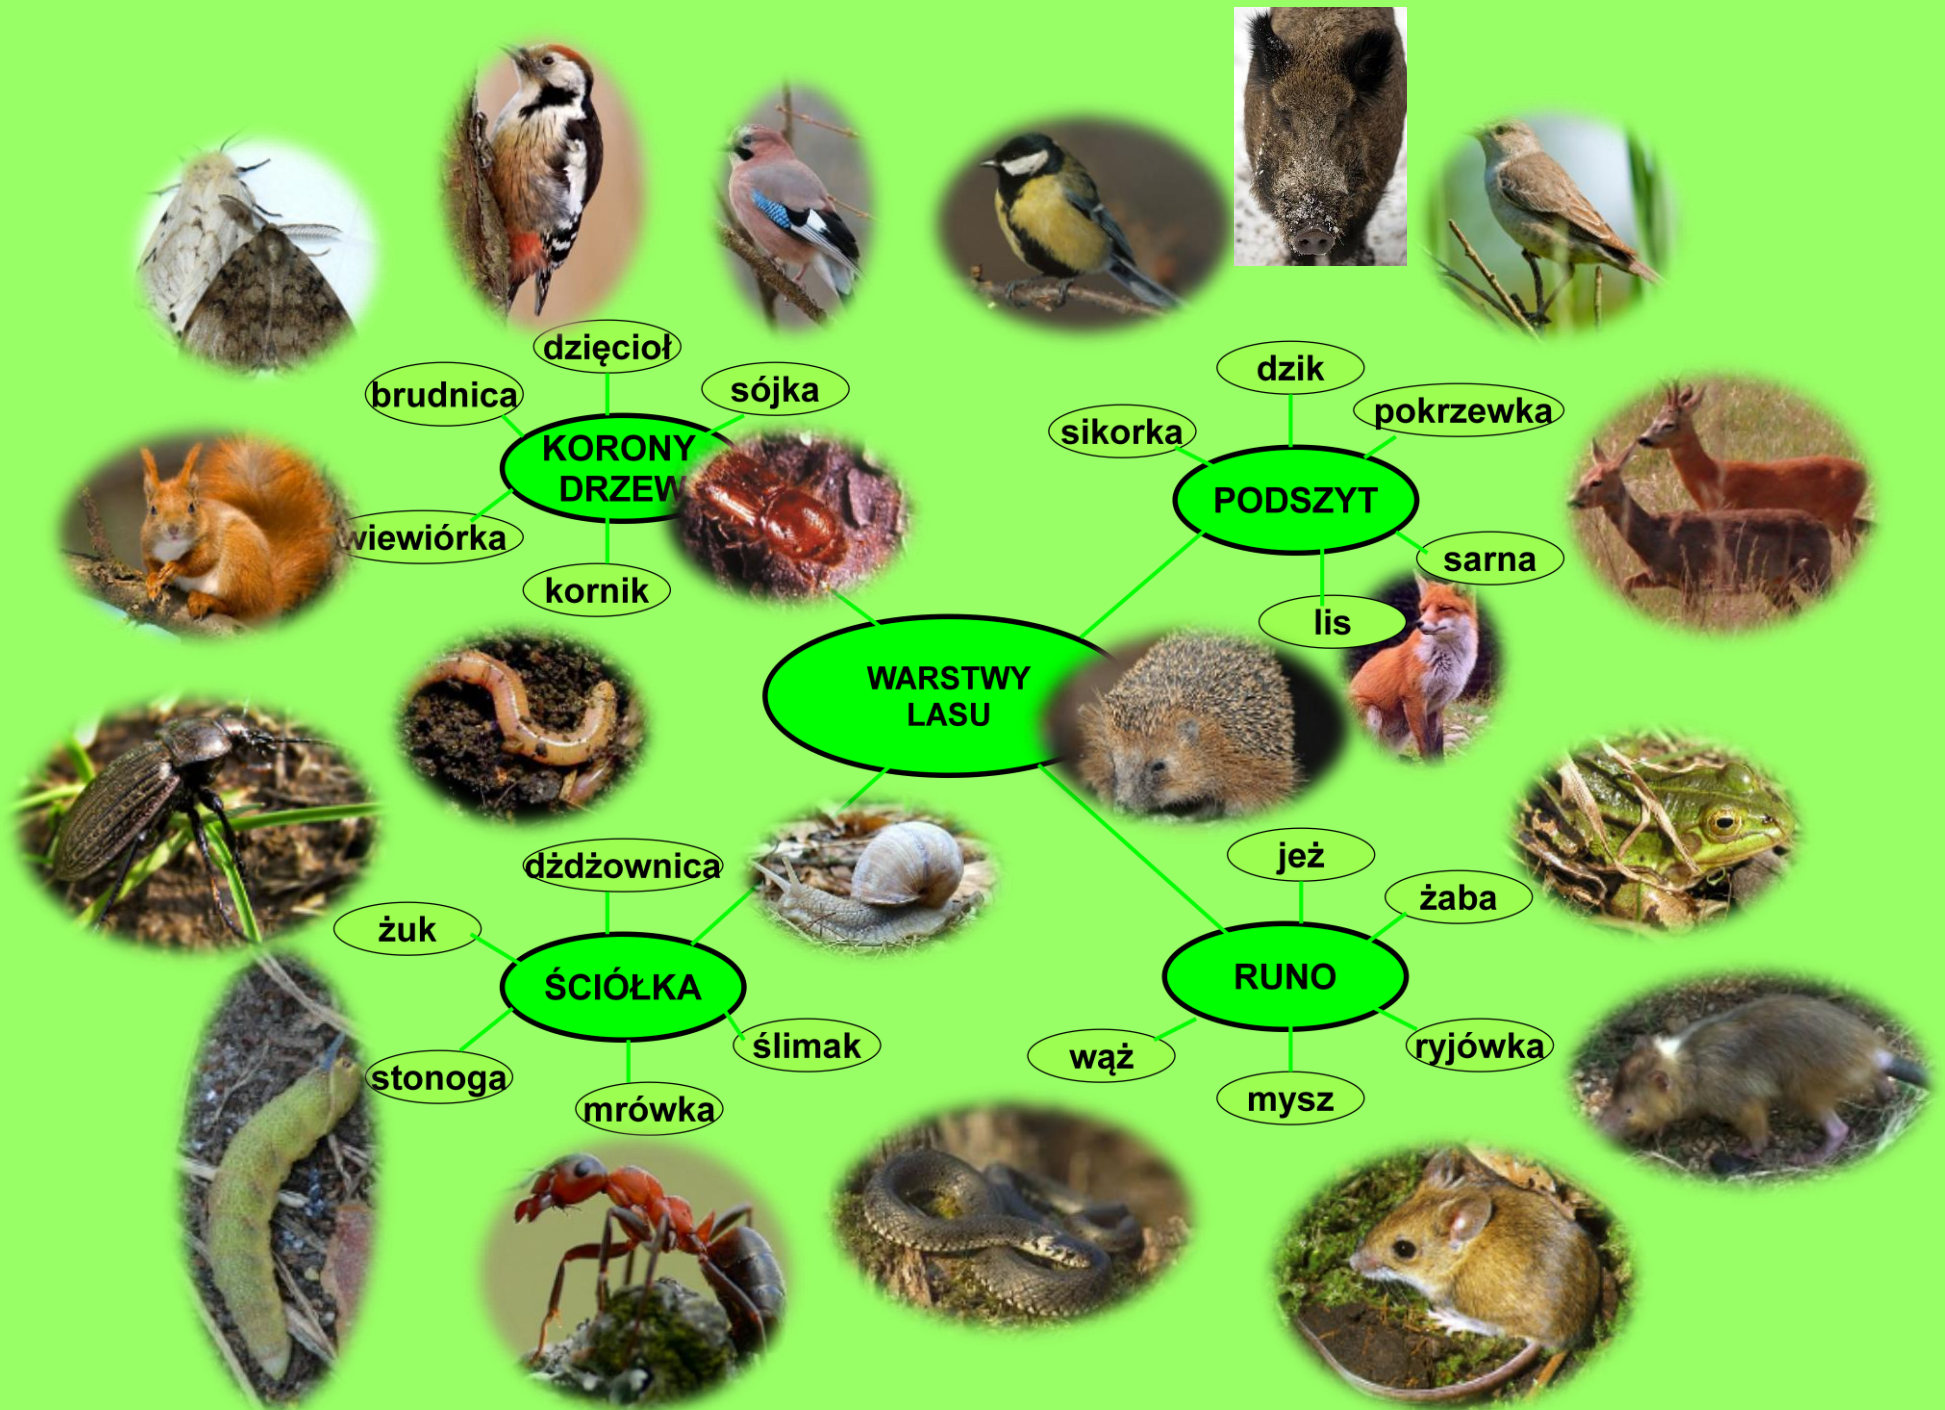 dzięcioł
brudnica
sójka
KORONY
DRZEW
wiewiórka
kornik
dzik
pokrzewka
sikorka
PODSZYT
sarna
lis
WARSTWY
LASU
dżdżownica
żuk
ŚCIÓŁKA
ślimak
stonoga
mrówka
jeż
żaba
RUNO
ryjówka
wąż
mysz